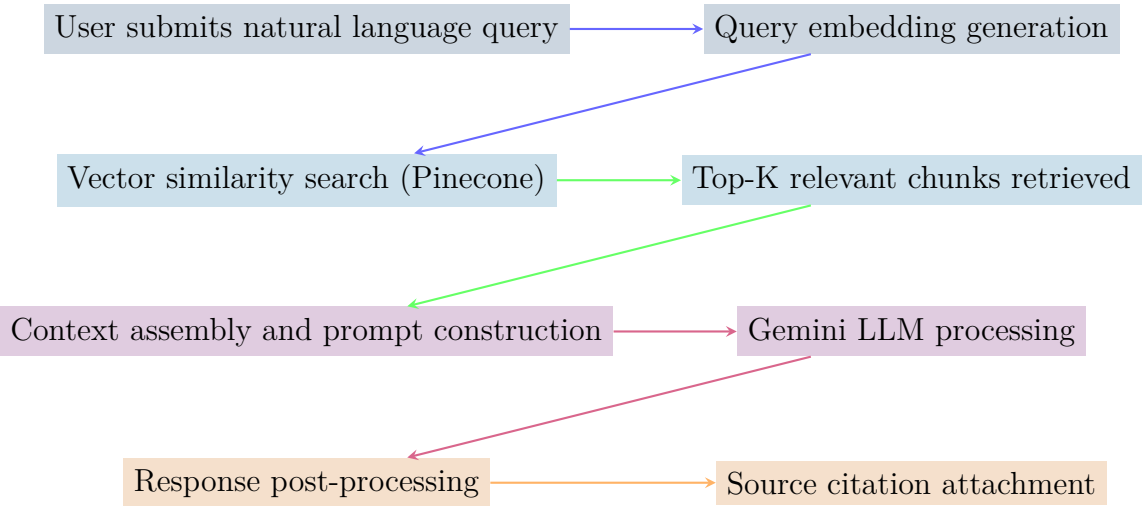 User submits natural language query
Query embedding generation
Vector similarity search (Pinecone)
Top-K relevant chunks retrieved
Context assembly and prompt construction
Gemini LLM processing
Response post-processing
Source citation attachment